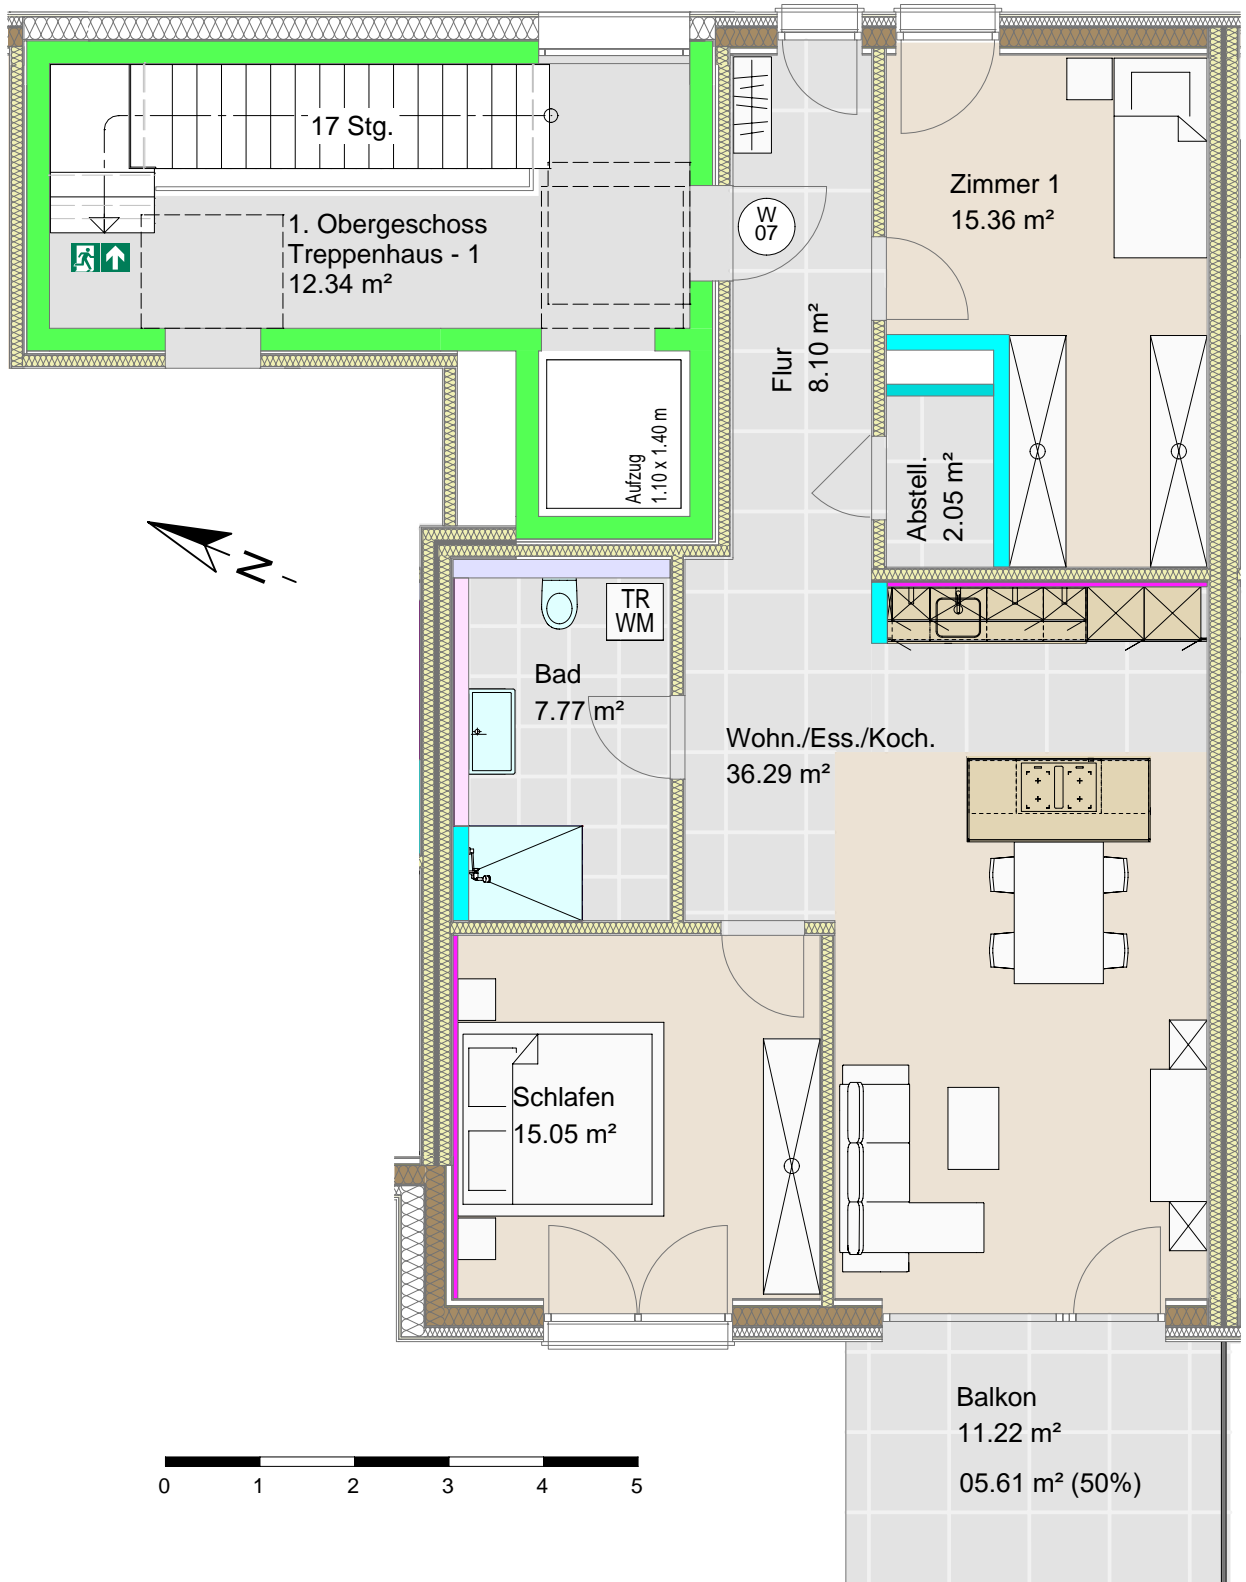 17 Stg.
1. Obergeschoss
Treppenhaus - 1
12.34 m²
W
07
Zimmer 1
15.36 m²
Flur
8.10 m²
Aufzug
1.10 x 1.40 m
Abstell.
2.05 m²
N
TR
WM
Bad
7.77 m²
Wohn./Ess./Koch.
36.29 m²
Schlafen
15.05 m²
Balkon
11.22 m²
05.61 m² (50%)
0 1 2 3 4 5